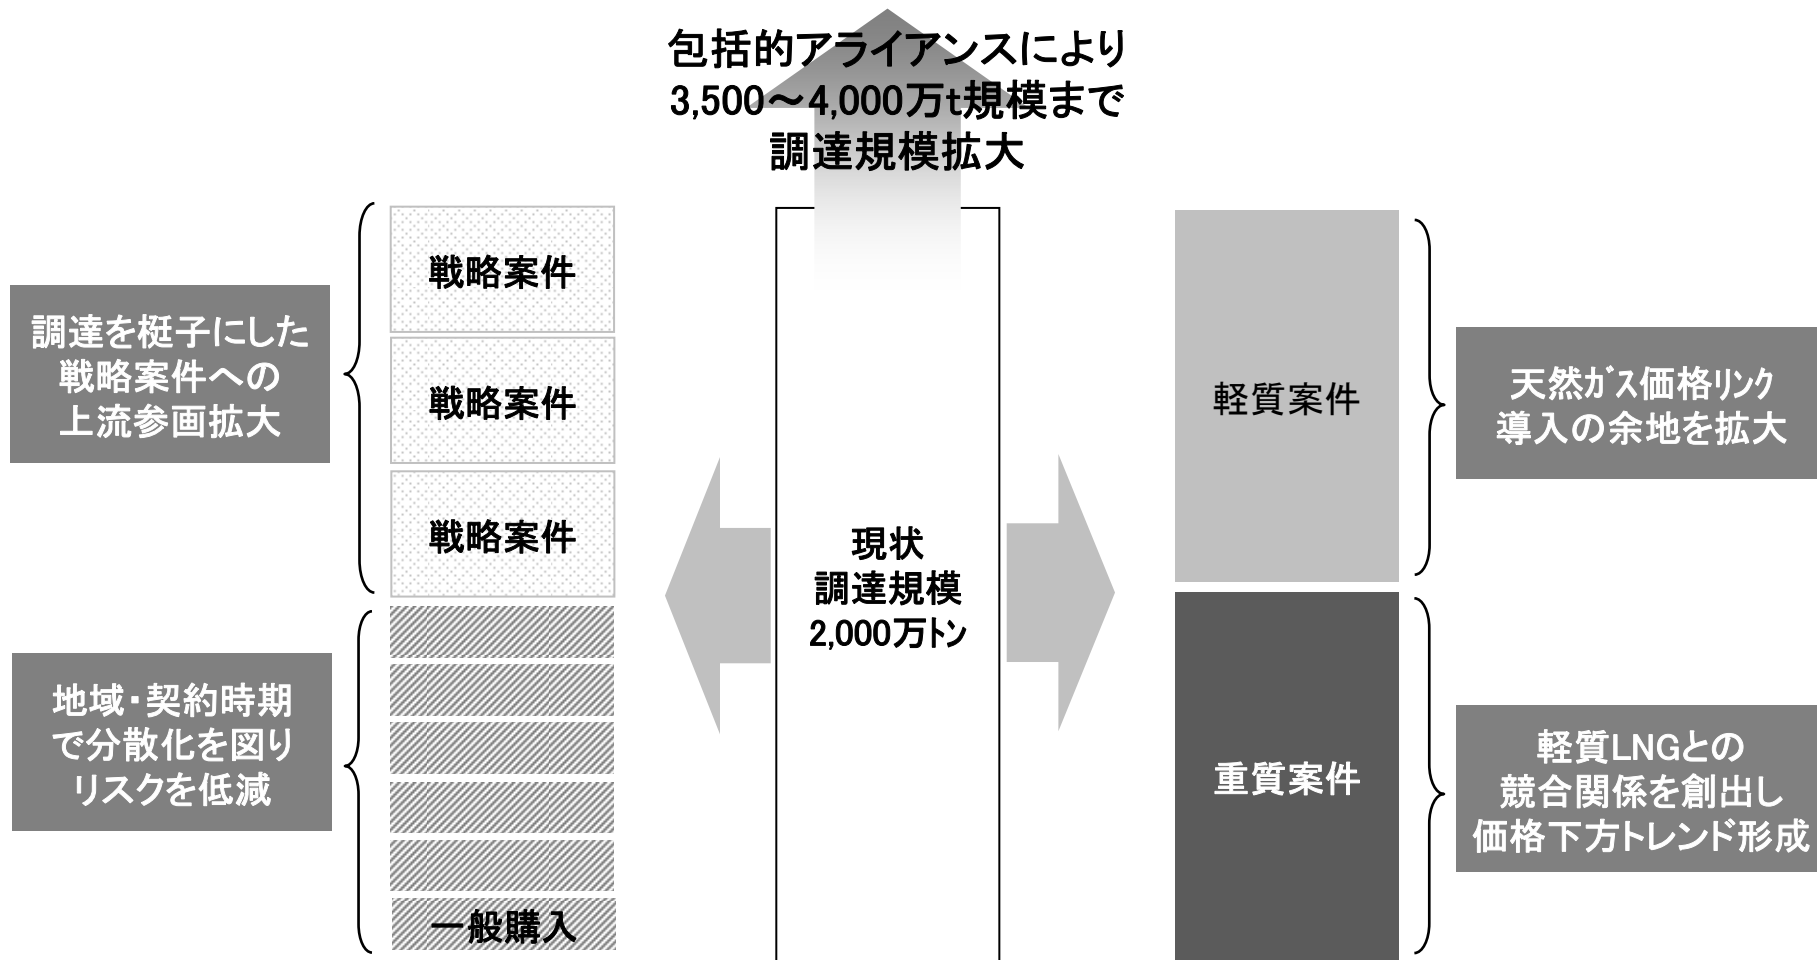 包括的アライアンスにより
3,500～4,000万t規模まで
調達規模拡大
調達を梃子にした
戦略案件への
上流参画拡大
地域・契約時期
で分散化を図り
リスクを低減
戦略案件
戦略案件
戦略案件
一般購入
現状
調達規模
2,000万ﾄﾝ
軽質案件
重質案件
天然ｶﾞｽ価格ﾘﾝｸ
導入の余地を拡大
軽質LNGとの
競合関係を創出し
価格下方トレンド形成